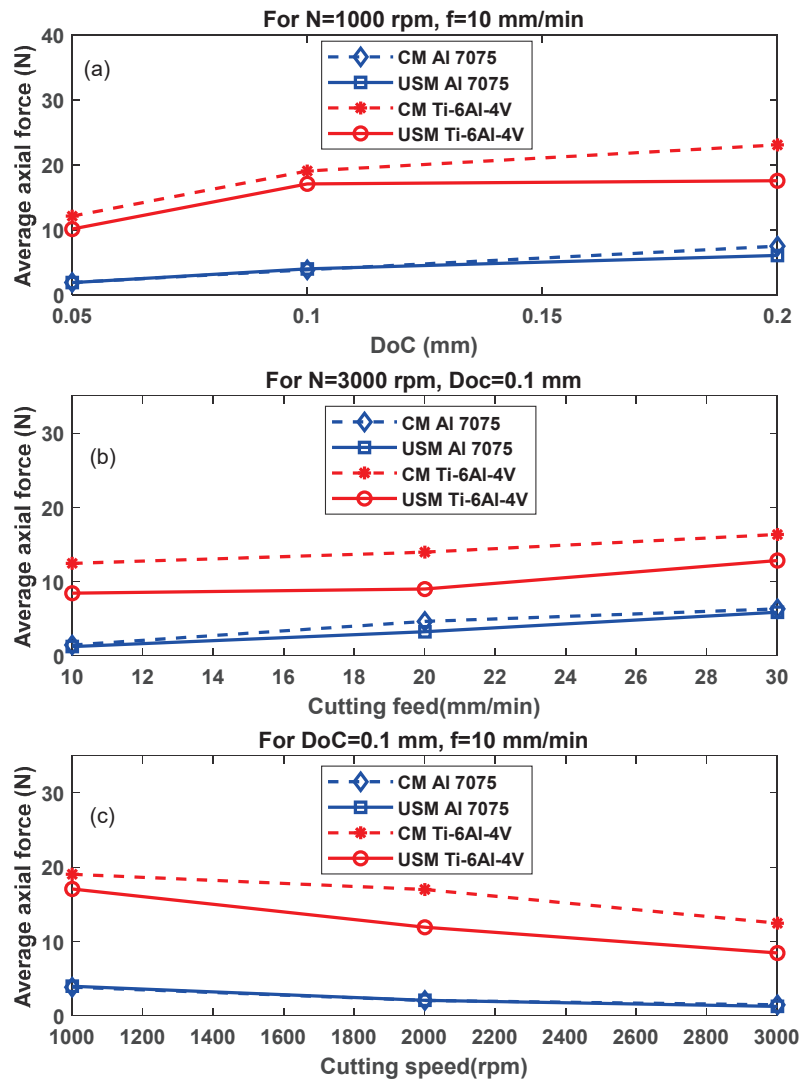 For N=1000 rpm, f=10 mm/min
(a)
CM Al 7075
USM Al 7075
CM Ti-6Al-4V
USM Ti-6Al-4V
Average axial force (N)
40
30
20
10
0
0.05 0.1 0.15 0.2
DoC (mm)
For N=3000 rpm, Doc=0.1 mm
(b)
CM Al 7075
USM Al 7075
CM Ti-6Al-4V
USM Ti-6Al-4V
Average axial force (N)
30
20
10
0
10 12 14 16 18 20 22 24 26 28 30
Cutting feed(mm/min)
For DoC=0.1 mm, f=10 mm/min
(c)
CM Al 7075
USM Al 7075
CM Ti-6Al-4V
USM Ti-6Al-4V
Average axial force (N)
30
20
10
0
1000 1200 1400 1600 1800 2000 2200 2400 2600 2800 3000
Cutting speed(rpm)